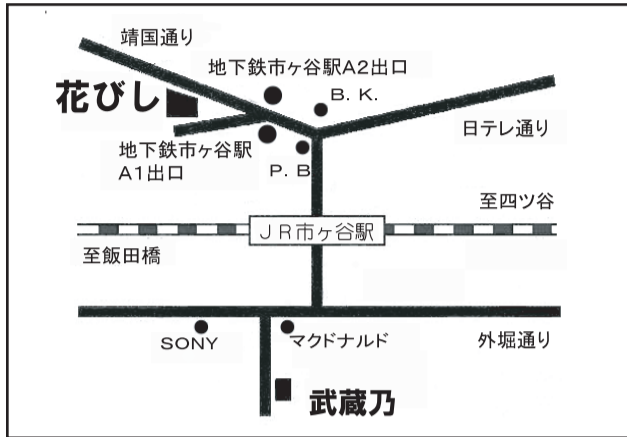 靖国通り
地下鉄市ヶ谷駅A2出口
花びし
B. K.
日テレ通り
地下鉄市ヶ谷駅
A1出口
P. B
至四ツ谷
JR市ヶ谷駅
至飯田橋
SONY
マクドナルド
外堀通り
武蔵乃